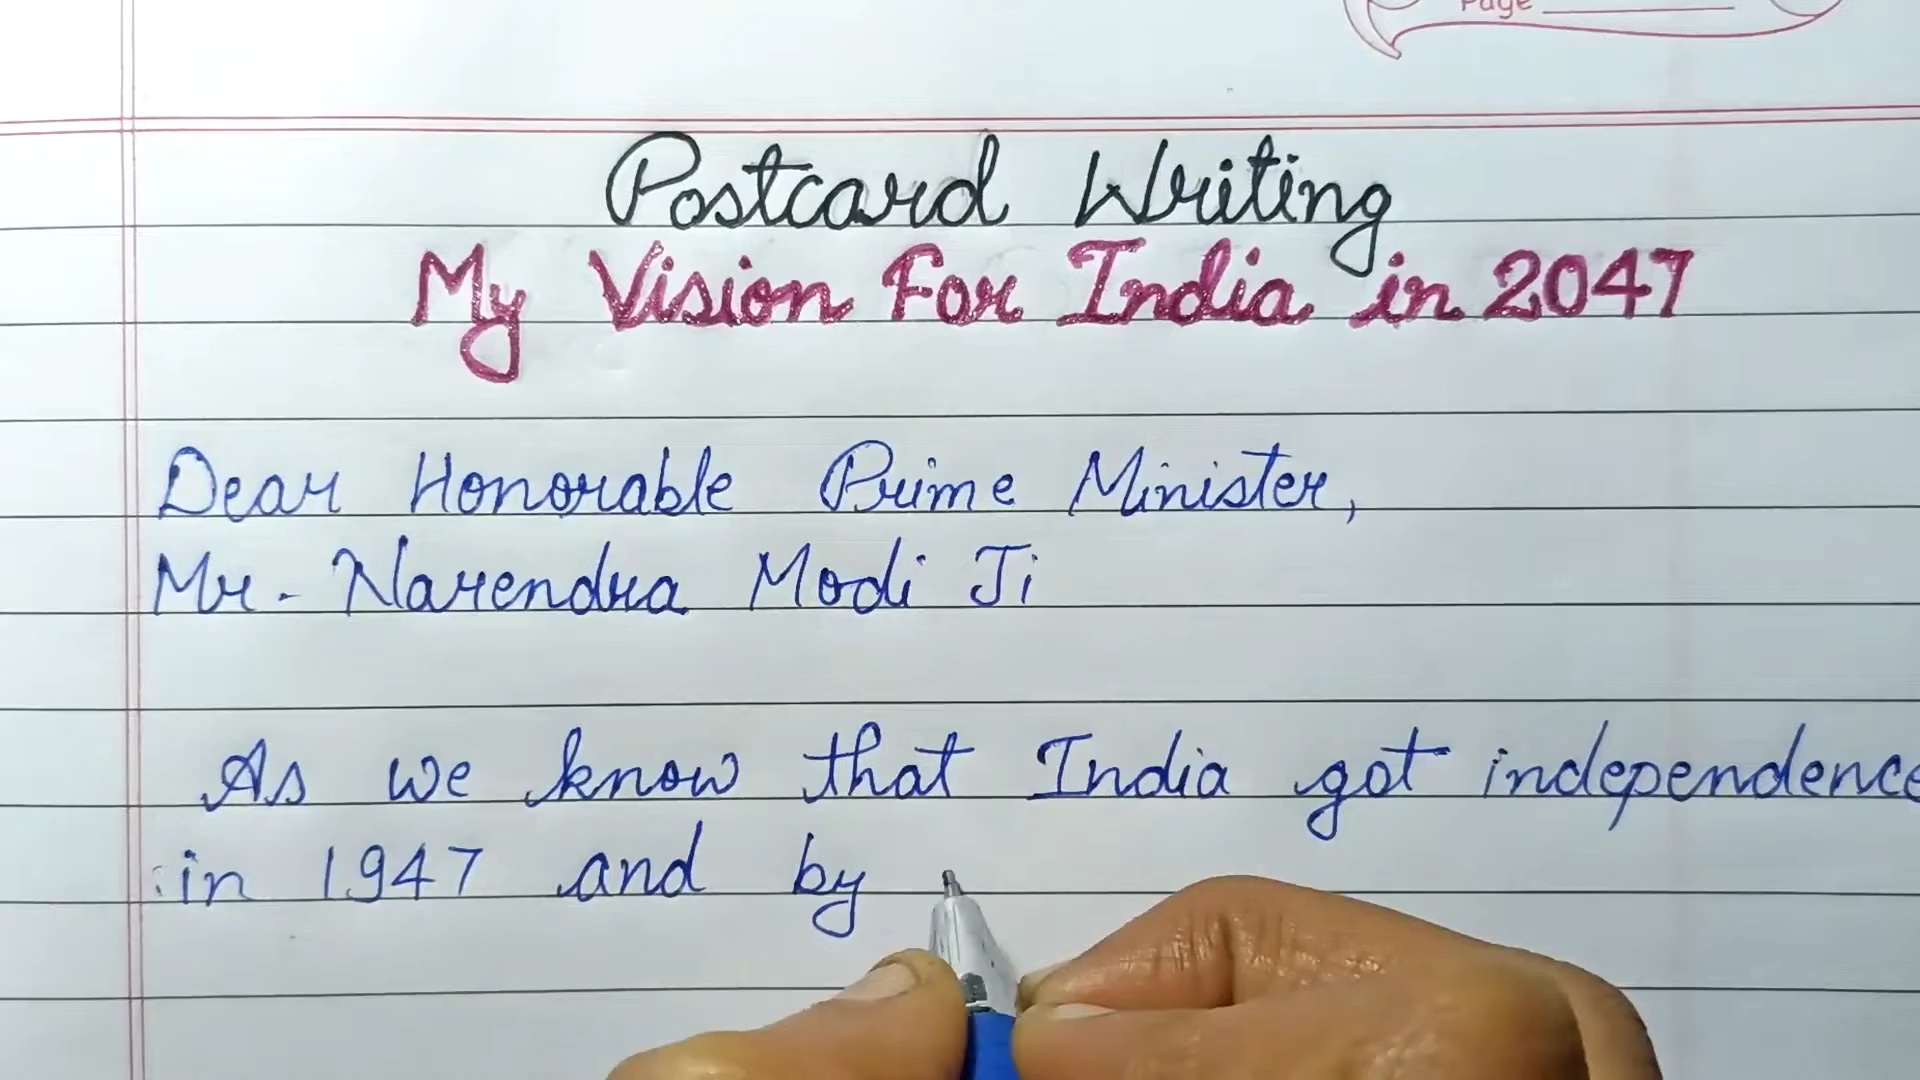 Page
Postcard Writing
My Vision For India in 2047
Dear Honorable Prime Minister,
Mr. Narendra Modi Ji
As we know that India got independence
in 1947 and by